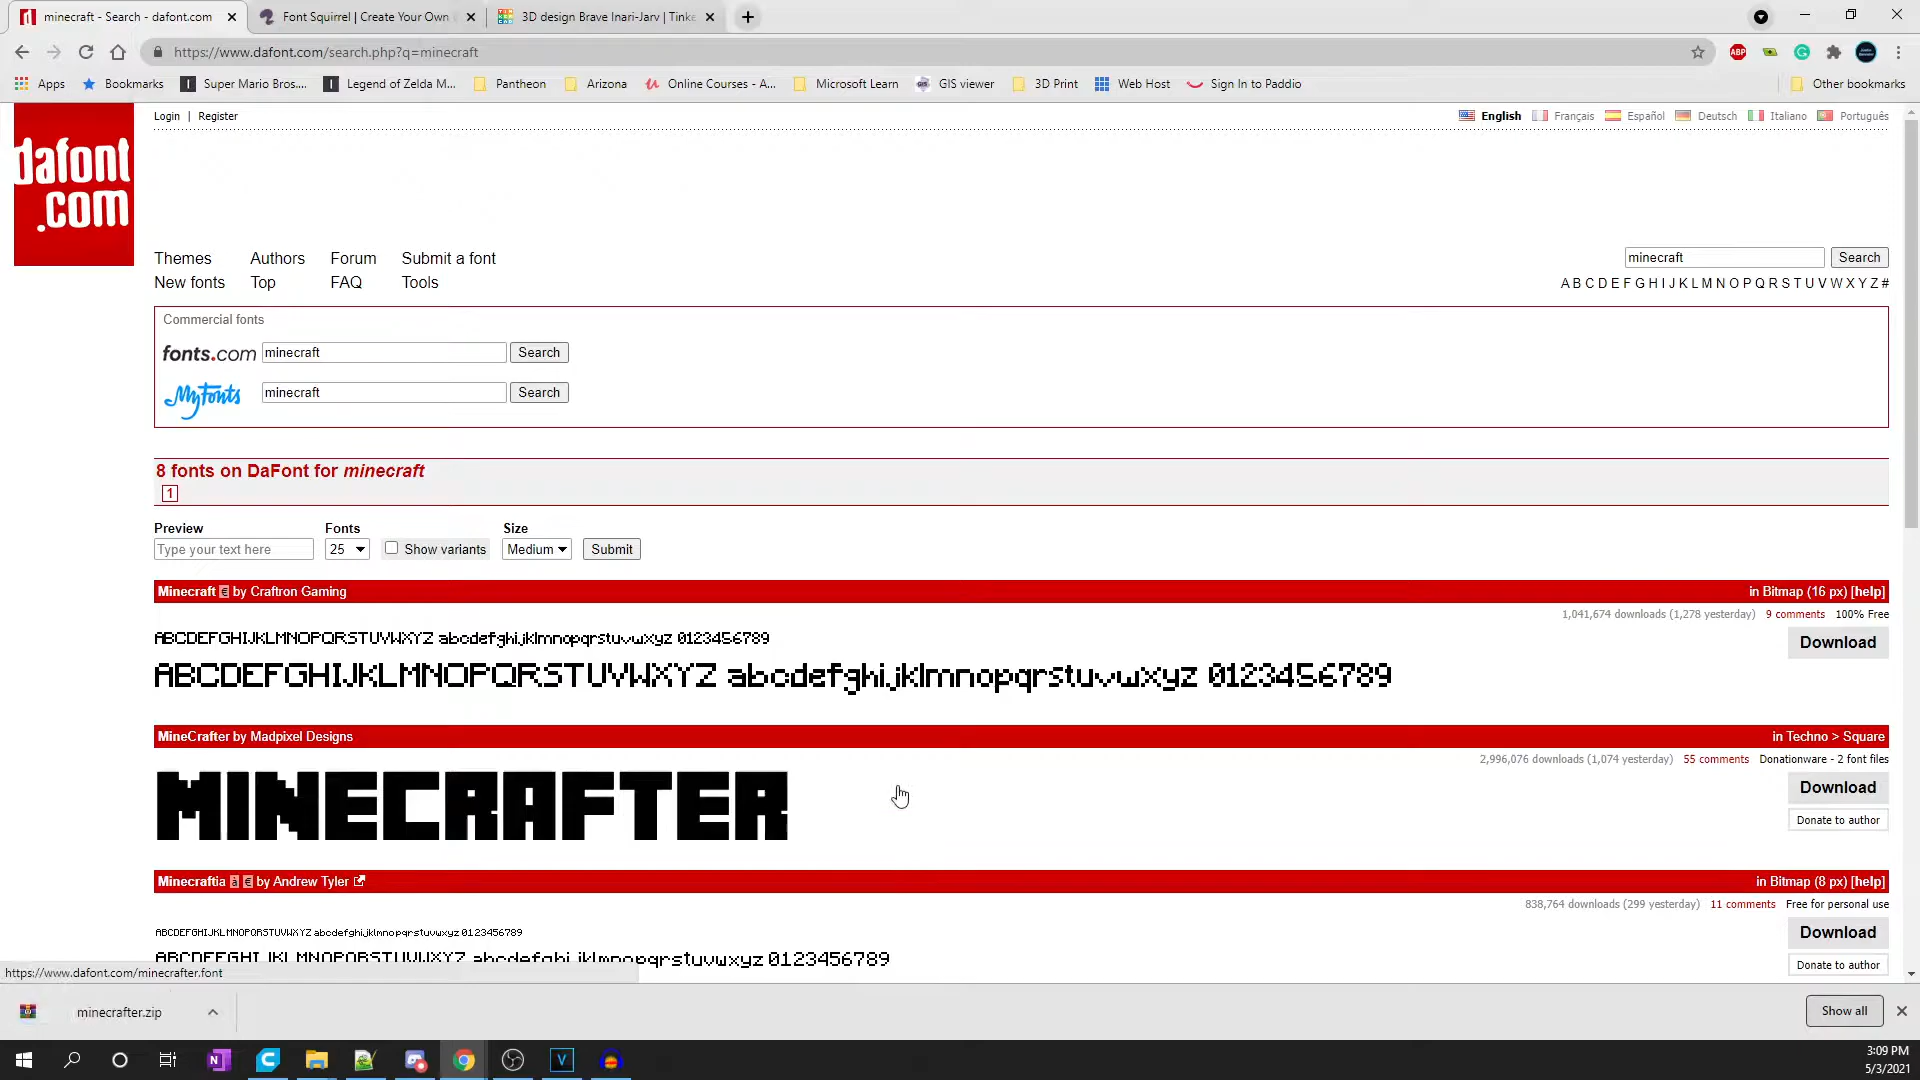 minecraft - Search - dafont.com
Font Squirrel | Create Your Own
3D design Brave Inari-Jarv | Tinke
https://www.dafont.com/search.php?q=minecraft
Apps
Bookmarks
Super Mario Bros....
Legend of Zelda M...
Pantheon
Arizona
Online Courses - A...
Microsoft Learn
GIS viewer
3D Print
Web Host
Sign In to Paddio
Other bookmarks
dafont
.com
Login | Register
English
Français
Español
Deutsch
Italiano
Português
Themes Authors Forum Submit a font
New fonts Top FAQ Tools
minecraft
Search
A B C D E F G H I J K L M N O P Q R S T U V W X Y Z #
Commercial fonts
fonts.com minecraft Search
MyFonts minecraft Search
8 fonts on DaFont for minecraft
1
Preview Fonts Size
Type your text here 25 Show variants Medium Submit
Minecraft € by Craftron Gaming in Bitmap (16 px) [help]
1,041,674 downloads (1,278 yesterday) 9 comments 100% Free
ABCDEFGHIJKLMNOPQRSTUVWXYZ abcdefghijklmnopqrstuvwxyz 0123456789
Download
ABCDEFGHIJKLMNOPQRSTUVWXYZ abcdefghijklmnopqrstuvwxyz 0123456789
MineCrafter by Madpixel Designs in Techno > Square
2,996,076 downloads (1,074 yesterday) 55 comments Donationware - 2 font files
MINECRAFTER
Download
Donate to author
Minecraftia à € by Andrew Tyler in Bitmap (8 px) [help]
838,764 downloads (299 yesterday) 11 comments Free for personal use
ABCDEFGHIJKLMNOPQRSTUVWXYZ abcdefghijklmnopqrstuvwxyz 0123456789
Download
ABCDEFGHIJKLMNOPQRSTUVWXYZ abcdefghijklmnopqrstuvwxyz 0123456789
Donate to author
https://www.dafont.com/minecrafter.font
minecrafter.zip
Show all
3:09 PM
5/3/2021